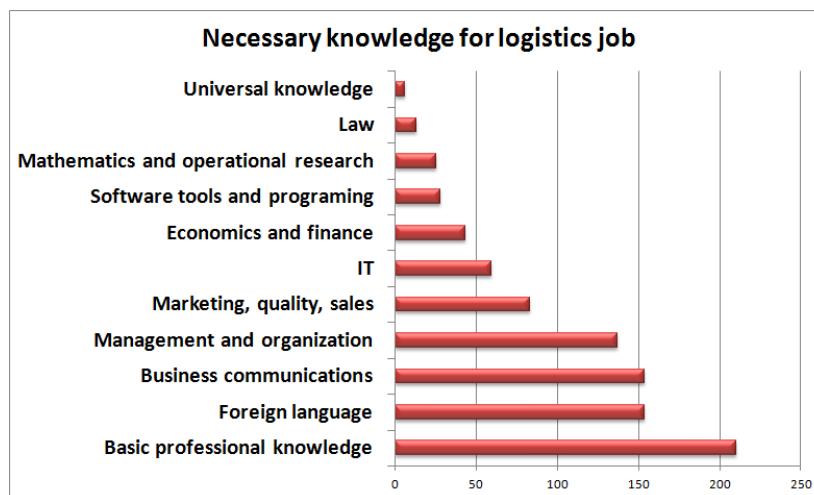 Necessary knowledge for logistics job
Universal knowledge
Law
Mathematics and operational research
Software tools and programing
Economics and finance
IT
Marketing, quality, sales
Management and organization
Business communications
Foreign language
Basic professional knowledge
0 50 100 150 200 250